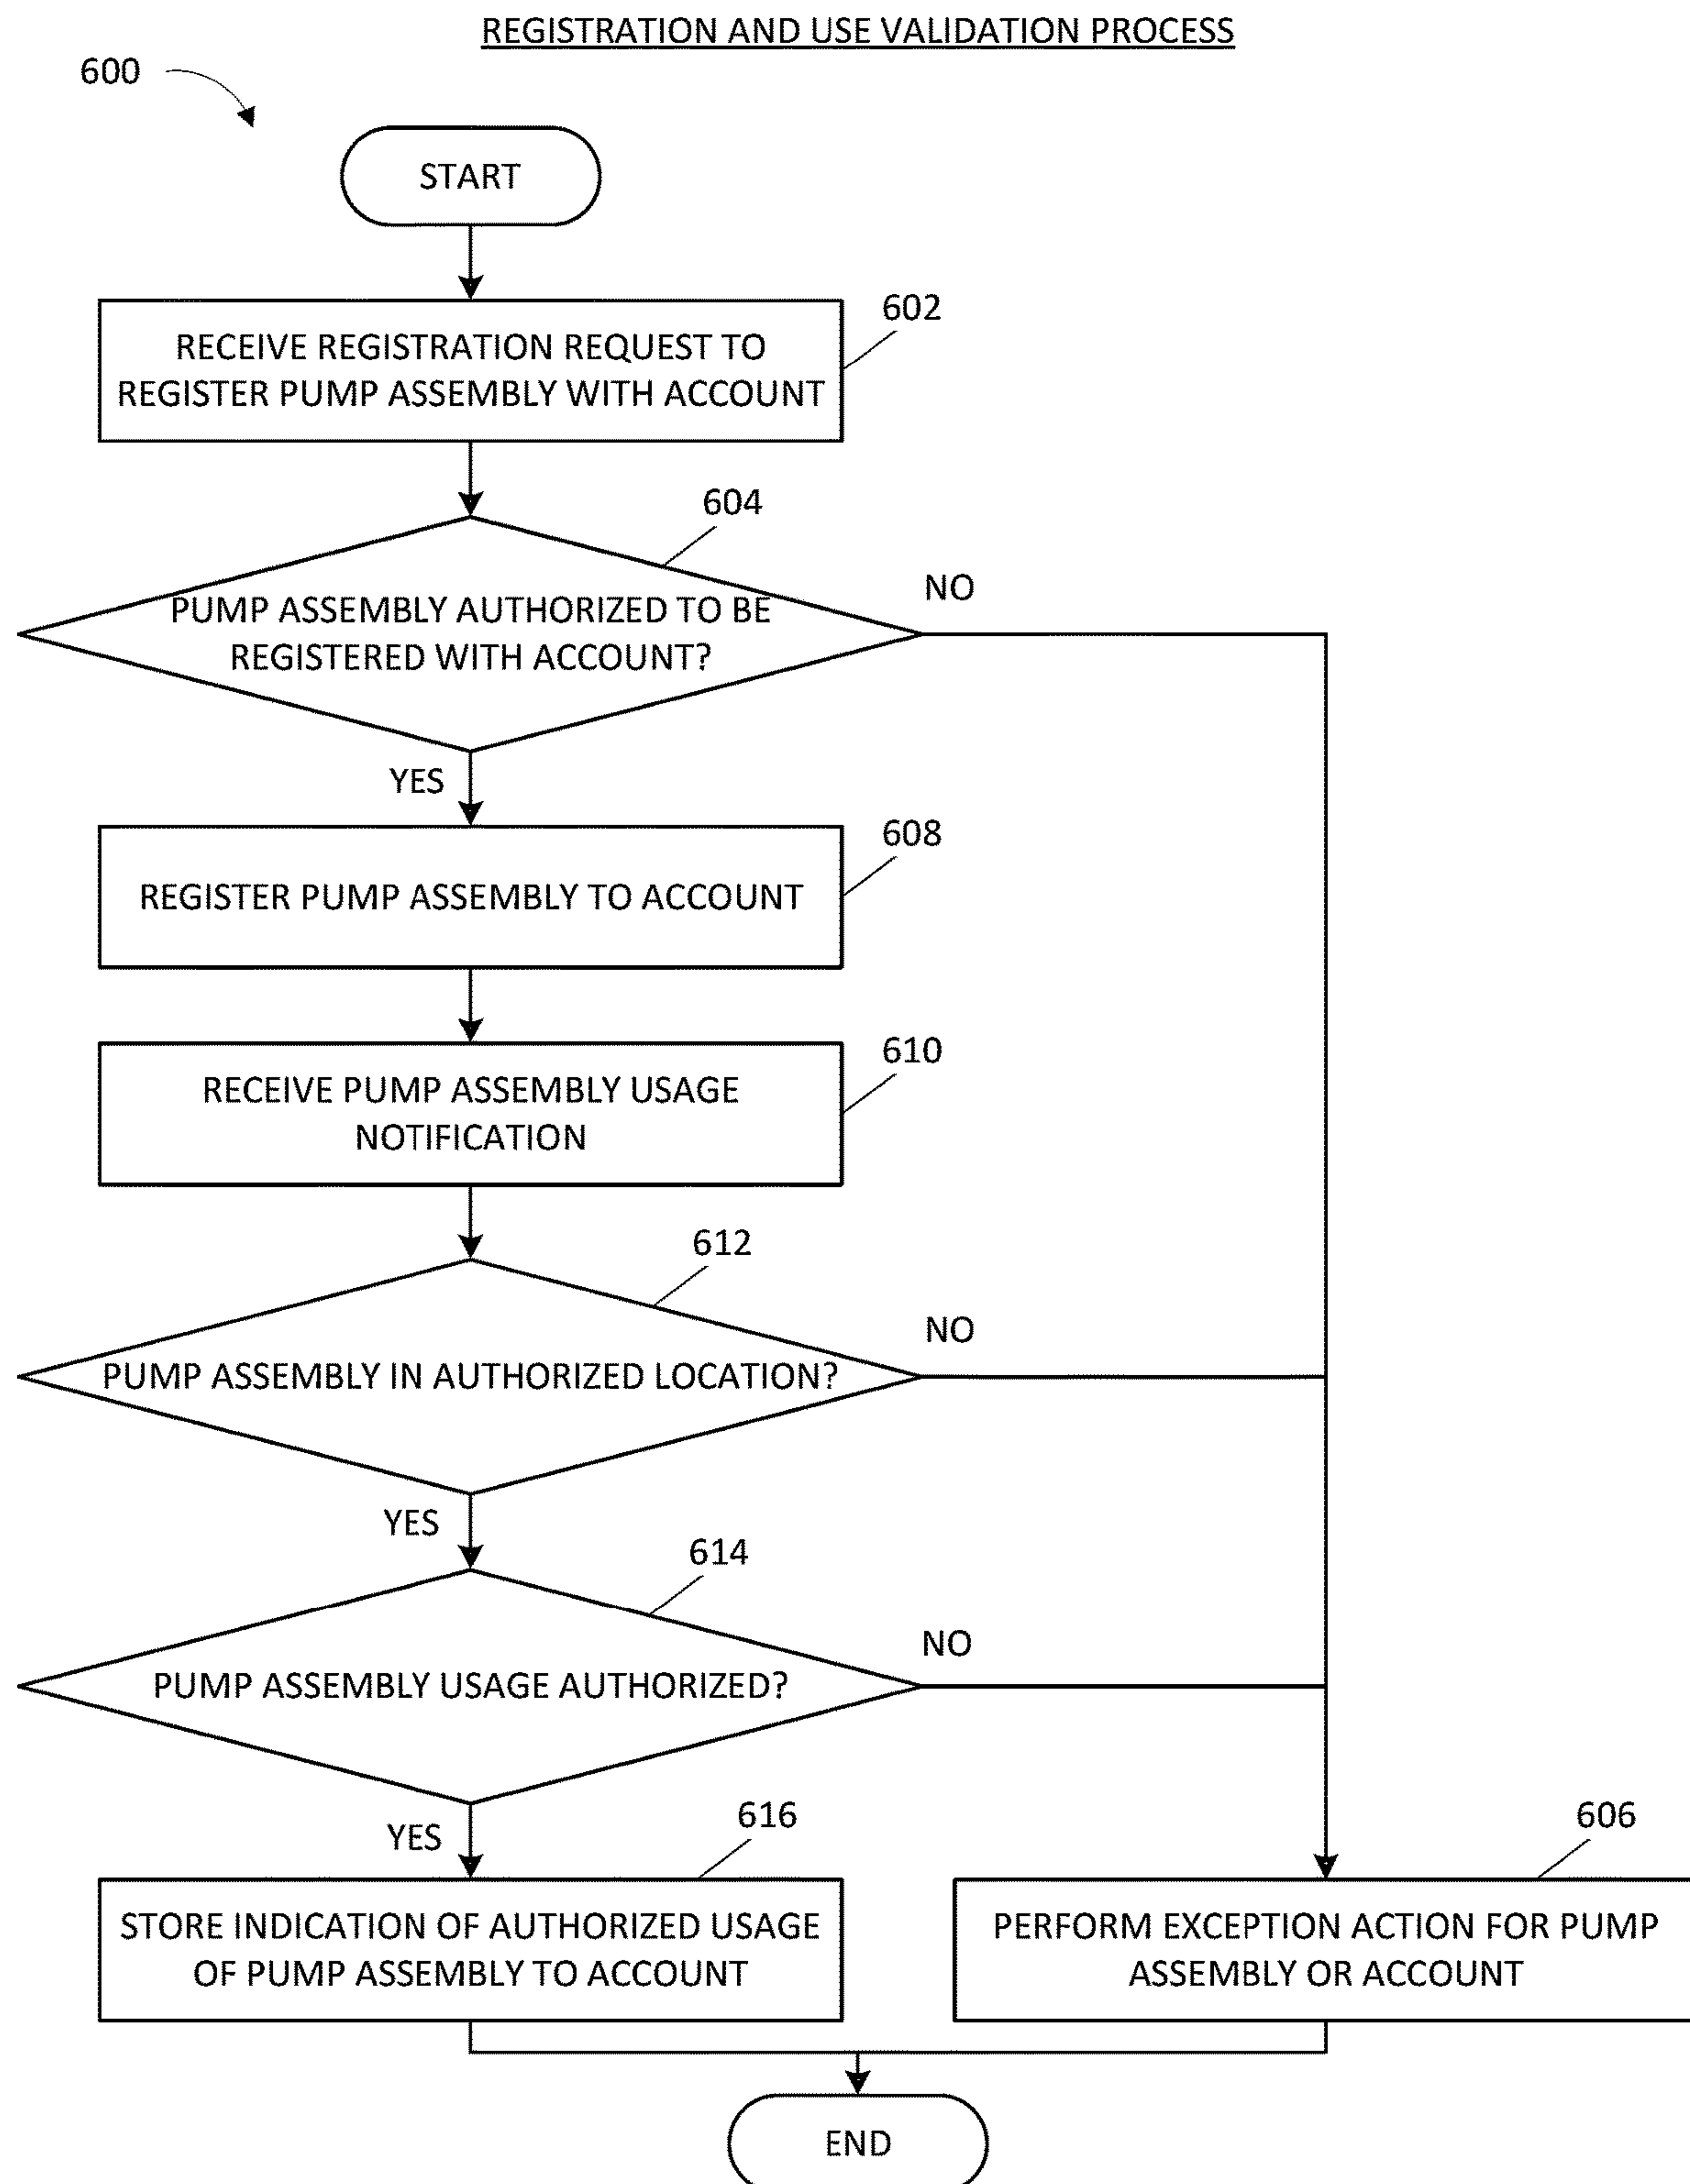 REGISTRATION AND USE VALIDATION PROCESS
600
START
602
RECEIVE REGISTRATION REQUEST TO
REGISTER PUMP ASSEMBLY WITH ACCOUNT
604
PUMP ASSEMBLY AUTHORIZED TO BE
REGISTERED WITH ACCOUNT?
NO
YES
608
REGISTER PUMP ASSEMBLY TO ACCOUNT
610
RECEIVE PUMP ASSEMBLY USAGE
NOTIFICATION
612
PUMP ASSEMBLY IN AUTHORIZED LOCATION?
NO
YES
614
PUMP ASSEMBLY USAGE AUTHORIZED?
NO
YES
616
STORE INDICATION OF AUTHORIZED USAGE
OF PUMP ASSEMBLY TO ACCOUNT
606
PERFORM EXCEPTION ACTION FOR PUMP
ASSEMBLY OR ACCOUNT
END